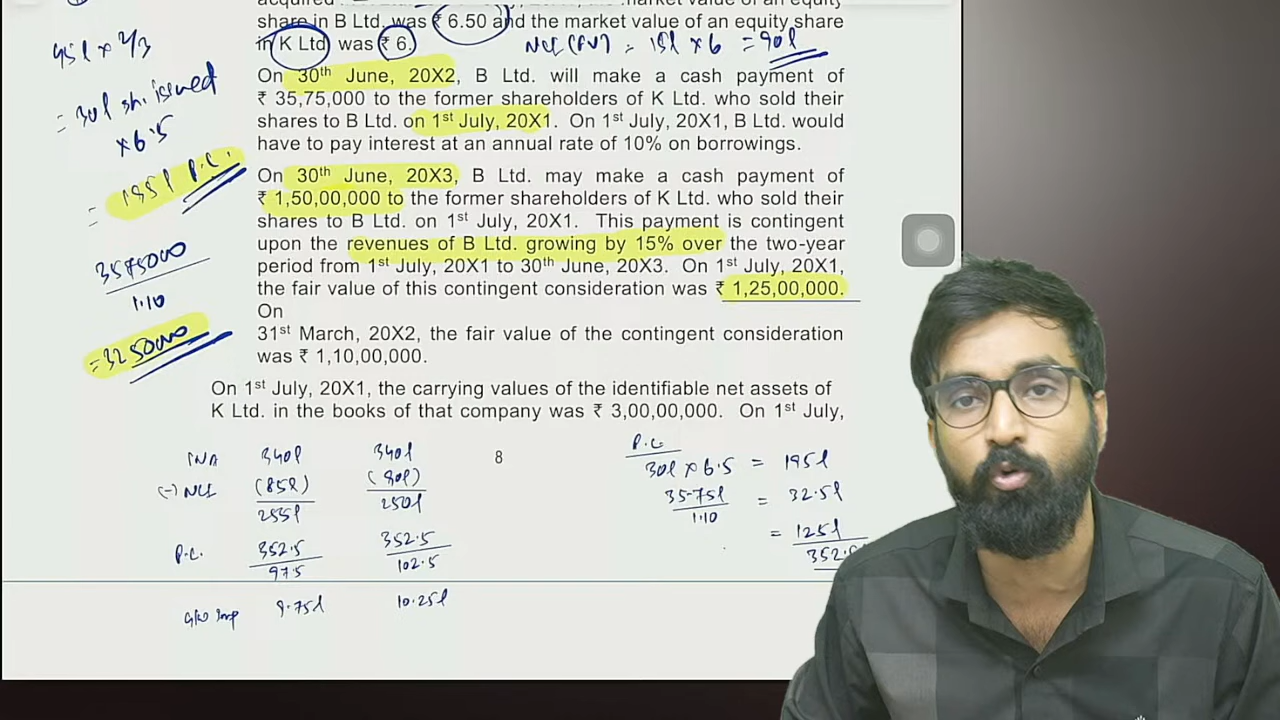 acquired
market value of an equity
share in B Ltd. was ₹ 6.50 and the market value of an equity share
in K Ltd. was ₹ 6.
NCI (FV) = 15l × 6 = 90l
On 30th June, 20X2, B Ltd. will make a cash payment of
₹ 35,75,000 to the former shareholders of K Ltd. who sold their
shares to B Ltd. on 1st July, 20X1. On 1st July, 20X1, B Ltd. would
have to pay interest at an annual rate of 10% on borrowings.
On 30th June, 20X3, B Ltd. may make a cash payment of
₹ 1,50,00,000 to the former shareholders of K Ltd. who sold their
shares to B Ltd. on 1st July, 20X1. This payment is contingent
upon the revenues of B Ltd. growing by 15% over the two-year
period from 1st July, 20X1 to 30th June, 20X3. On 1st July, 20X1,
the fair value of this contingent consideration was ₹ 1,25,00,000.
On
31st March, 20X2, the fair value of the contingent consideration
was ₹ 1,10,00,000.
On 1st July, 20X1, the carrying values of the identifiable net assets of
K Ltd. in the books of that company was ₹ 3,00,00,000. On 1st July,
8
45l × 2/3
= 30l sh. issued
× 6.5
= 195l P.C.
3575000
1.10
= 3250000
INA 340l 340l
(-) NCI (85l) (90l)
255l 250l
P.C. 352.5 352.5
97.5 102.5
9.75l 10.25l
P.C.
30l × 6.5 = 195l
35.75l = 32.5l
1.10
= 125l